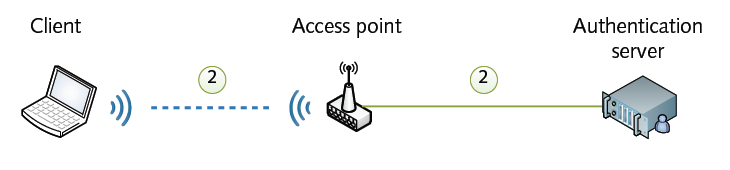 Client
Access point
Authentication
server
2
2